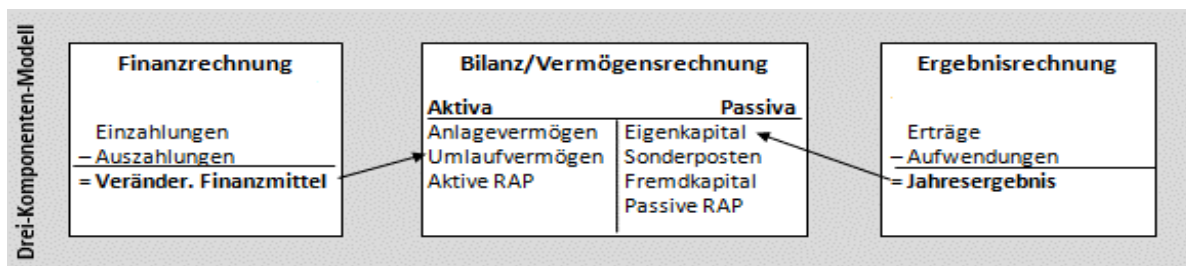 Drei-Komponenten-Modell
Finanzrechnung
Einzahlungen
– Auszahlungen
= Veränder. Finanzmittel
Bilanz/Vermögensrechnung
Aktiva Passiva
Anlagevermögen Eigenkapital
Umlaufvermögen Sonderposten
Aktive RAP Fremdkapital
Passive RAP
Ergebnisrechnung
Erträge
– Aufwendungen
= Jahresergebnis